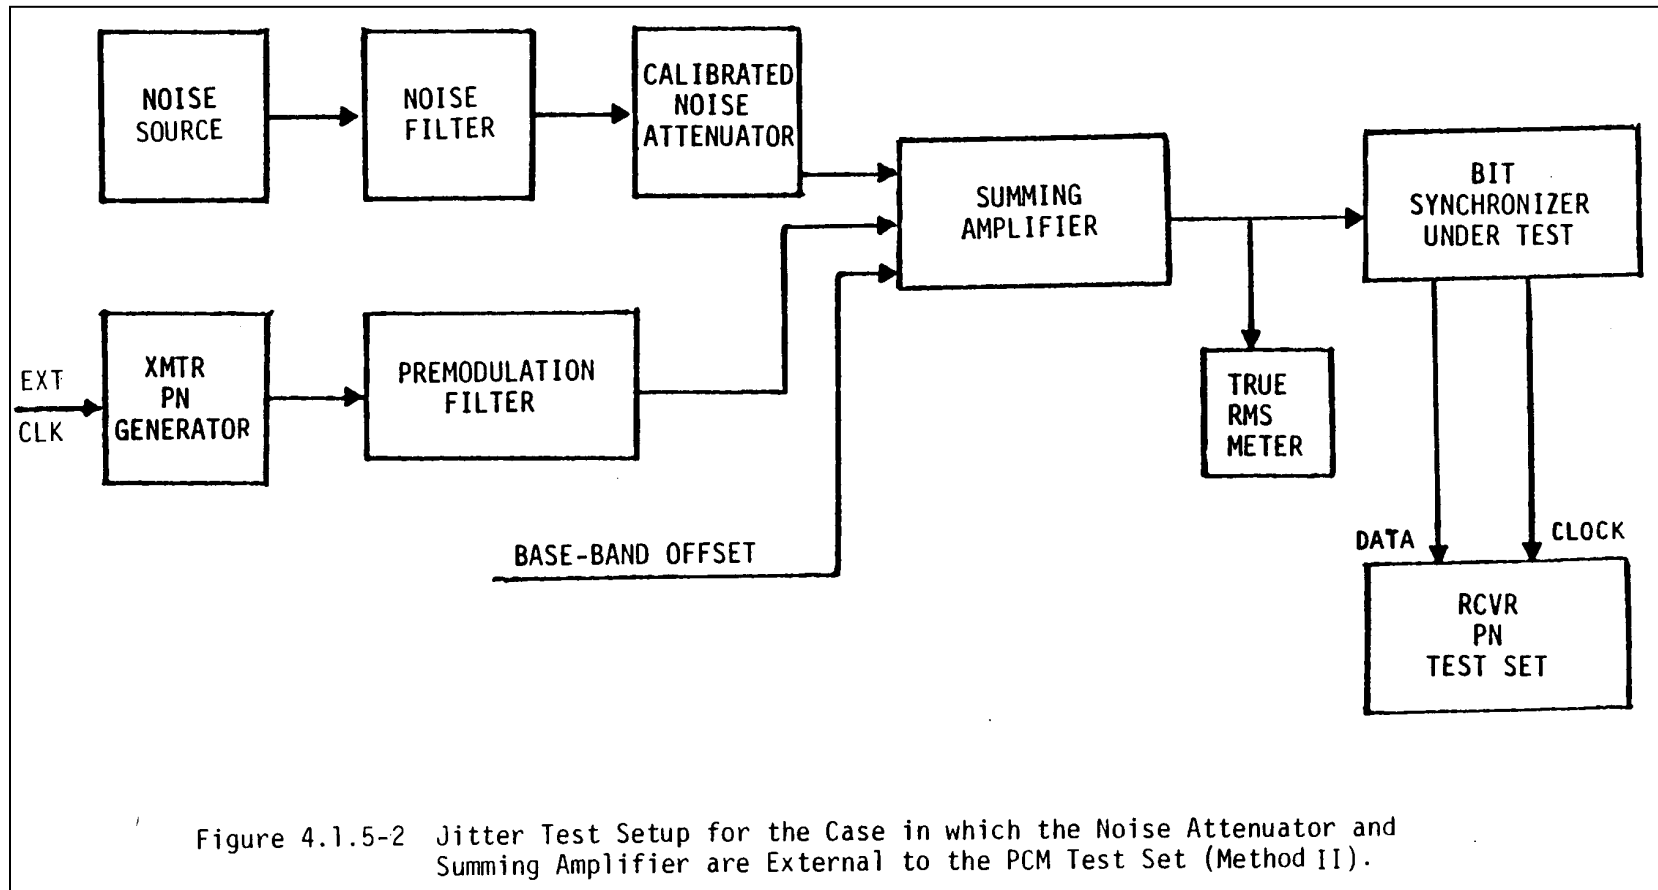 NOISE
SOURCE
NOISE
FILTER
CALIBRATED
NOISE
ATTENUATOR
SUMMING
AMPLIFIER
BIT
SYNCHRONIZER
UNDER TEST
EXT
CLK
XMTR
PN
GENERATOR
PREMODULATION
FILTER
TRUE
RMS
METER
BASE-BAND OFFSET
DATA
CLOCK
RCVR
PN
TEST SET
Figure 4.1.5-2 Jitter Test Setup for the Case in which the Noise Attenuator and
Summing Amplifier are External to the PCM Test Set (Method II).